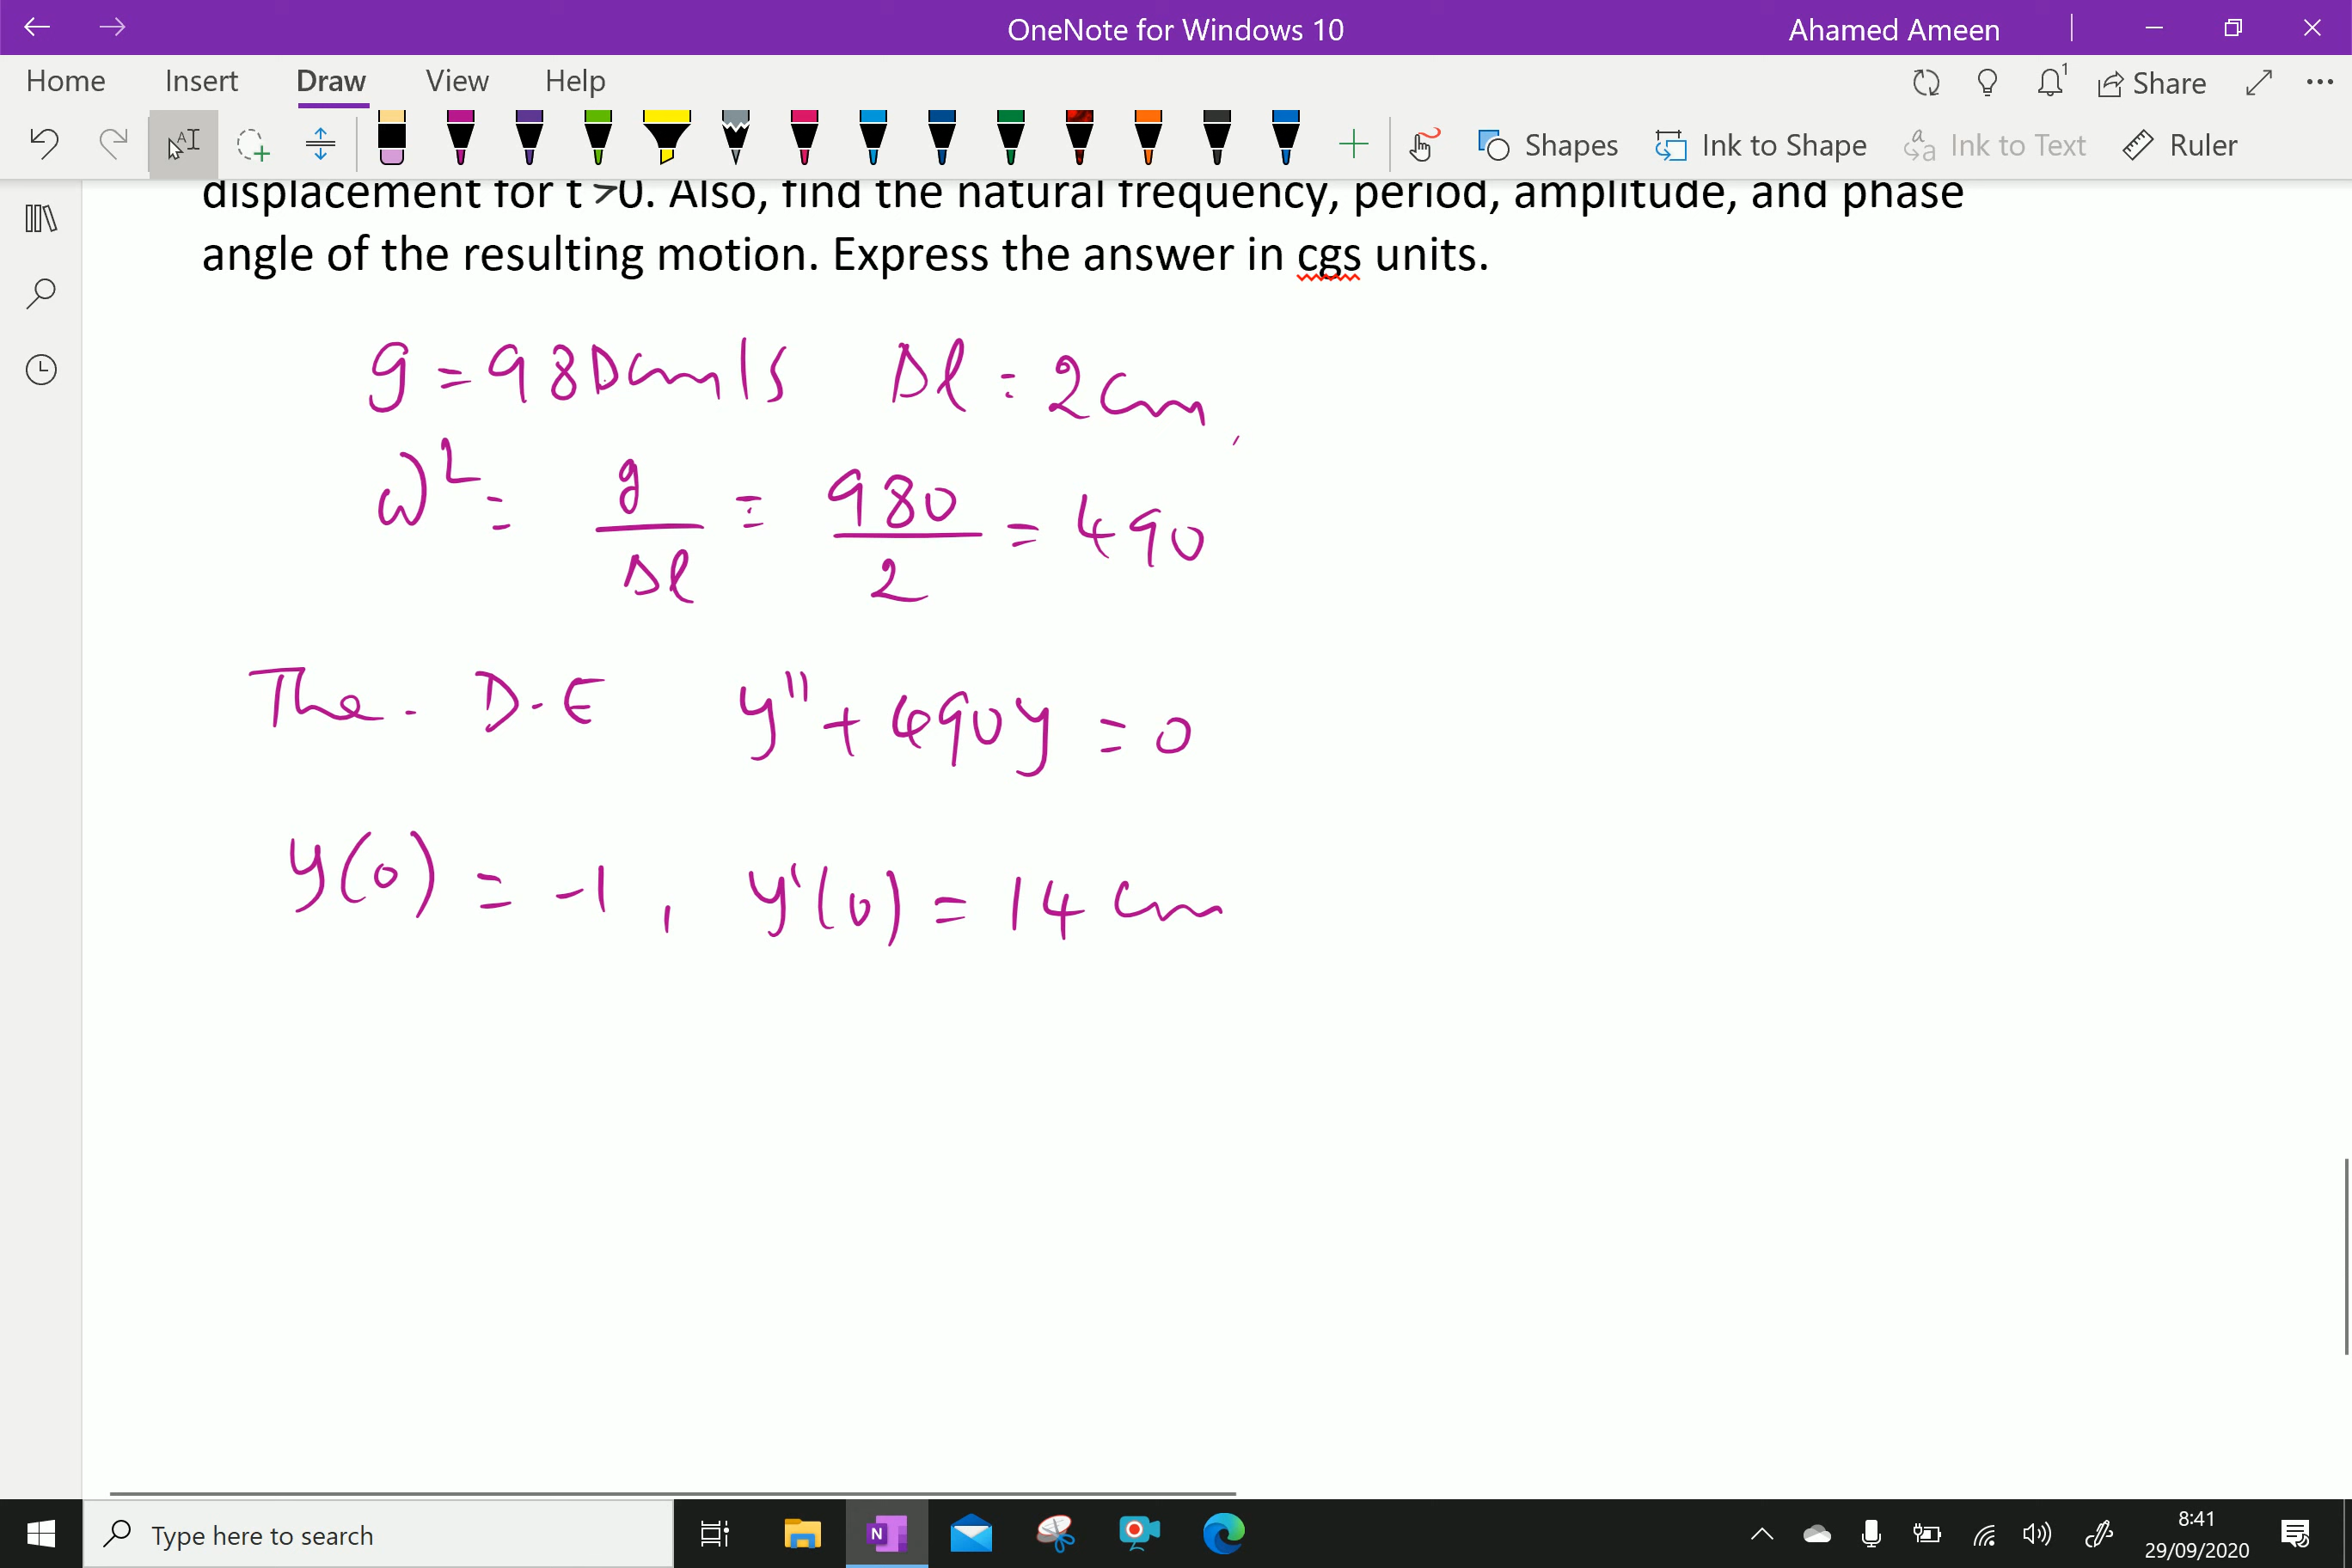 OneNote for Windows 10
Ahamed Ameen
Home Insert Draw View Help
1
Share
Shapes
Ink to Shape
Ink to Text
Ruler
displacement for t >0. Also, find the natural frequency, period, amplitude, and phase
angle of the resulting motion. Express the answer in cgs units.
g = 980cm/s Δl = 2cm,
ω² = g/Δl = 980/2 = 490
The. D.E y'' + 490y = 0
y(0) = -1, y'(0) = 14 cm
Type here to search
N
8:41
29/09/2020